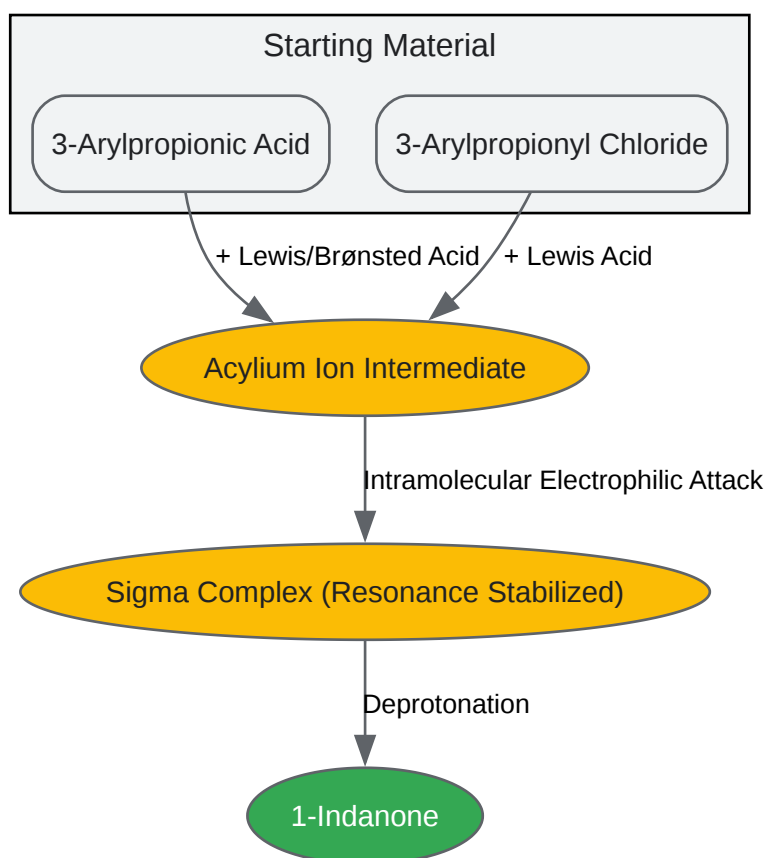 Starting Material
3-Arylpropionic Acid
3-Arylpropionyl Chloride
+ Lewis/Brønsted Acid
+ Lewis Acid
Acylium Ion Intermediate
Intramolecular Electrophilic Attack
Sigma Complex (Resonance Stabilized)
Deprotonation
1-Indanone